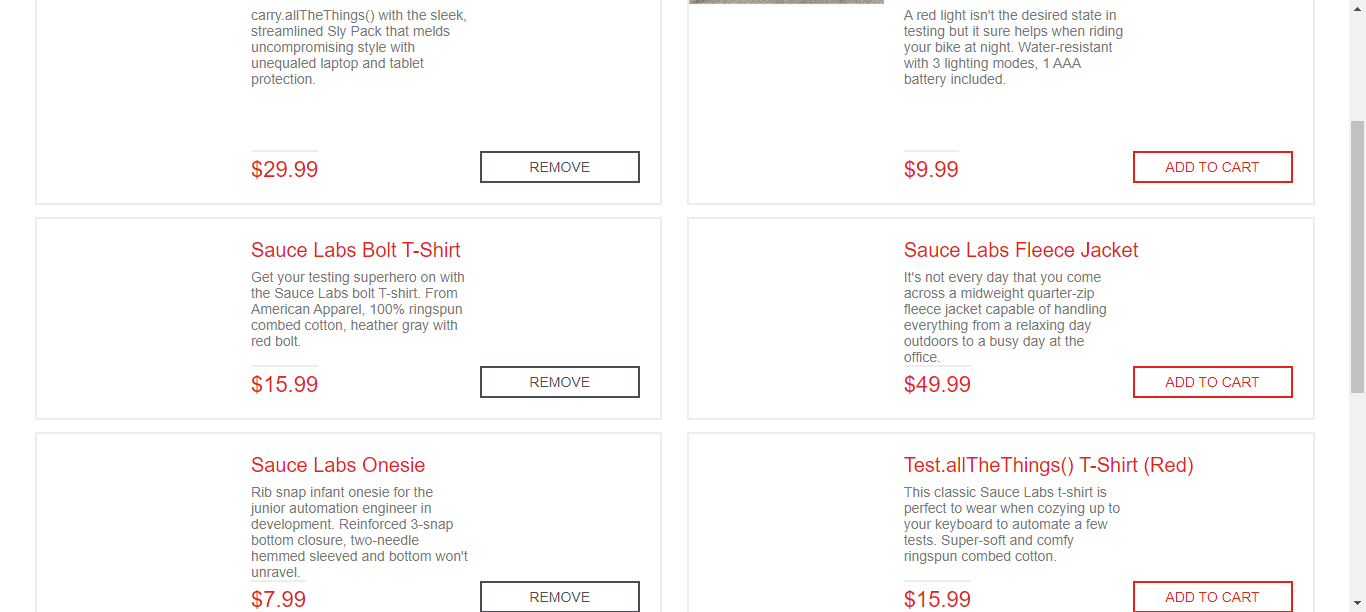 carry.allTheThings() with the sleek,
streamlined Sly Pack that melds
uncompromising style with
unequaled laptop and tablet
protection.
$29.99
REMOVE
A red light isn't the desired state in
testing but it sure helps when riding
your bike at night. Water-resistant
with 3 lighting modes, 1 AAA
battery included.
$9.99
ADD TO CART
Sauce Labs Bolt T-Shirt
Get your testing superhero on with
the Sauce Labs bolt T-shirt. From
American Apparel, 100% ringspun
combed cotton, heather gray with
red bolt.
$15.99
REMOVE
Sauce Labs Fleece Jacket
It's not every day that you come
across a midweight quarter-zip
fleece jacket capable of handling
everything from a relaxing day
outdoors to a busy day at the
office.
$49.99
ADD TO CART
Sauce Labs Onesie
Rib snap infant onesie for the
junior automation engineer in
development. Reinforced 3-snap
bottom closure, two-needle
hemmed sleeved and bottom won't
unravel.
$7.99
REMOVE
Test.allTheThings() T-Shirt (Red)
This classic Sauce Labs t-shirt is
perfect to wear when cozying up to
your keyboard to automate a few
tests. Super-soft and comfy
ringspun combed cotton.
$15.99
ADD TO CART